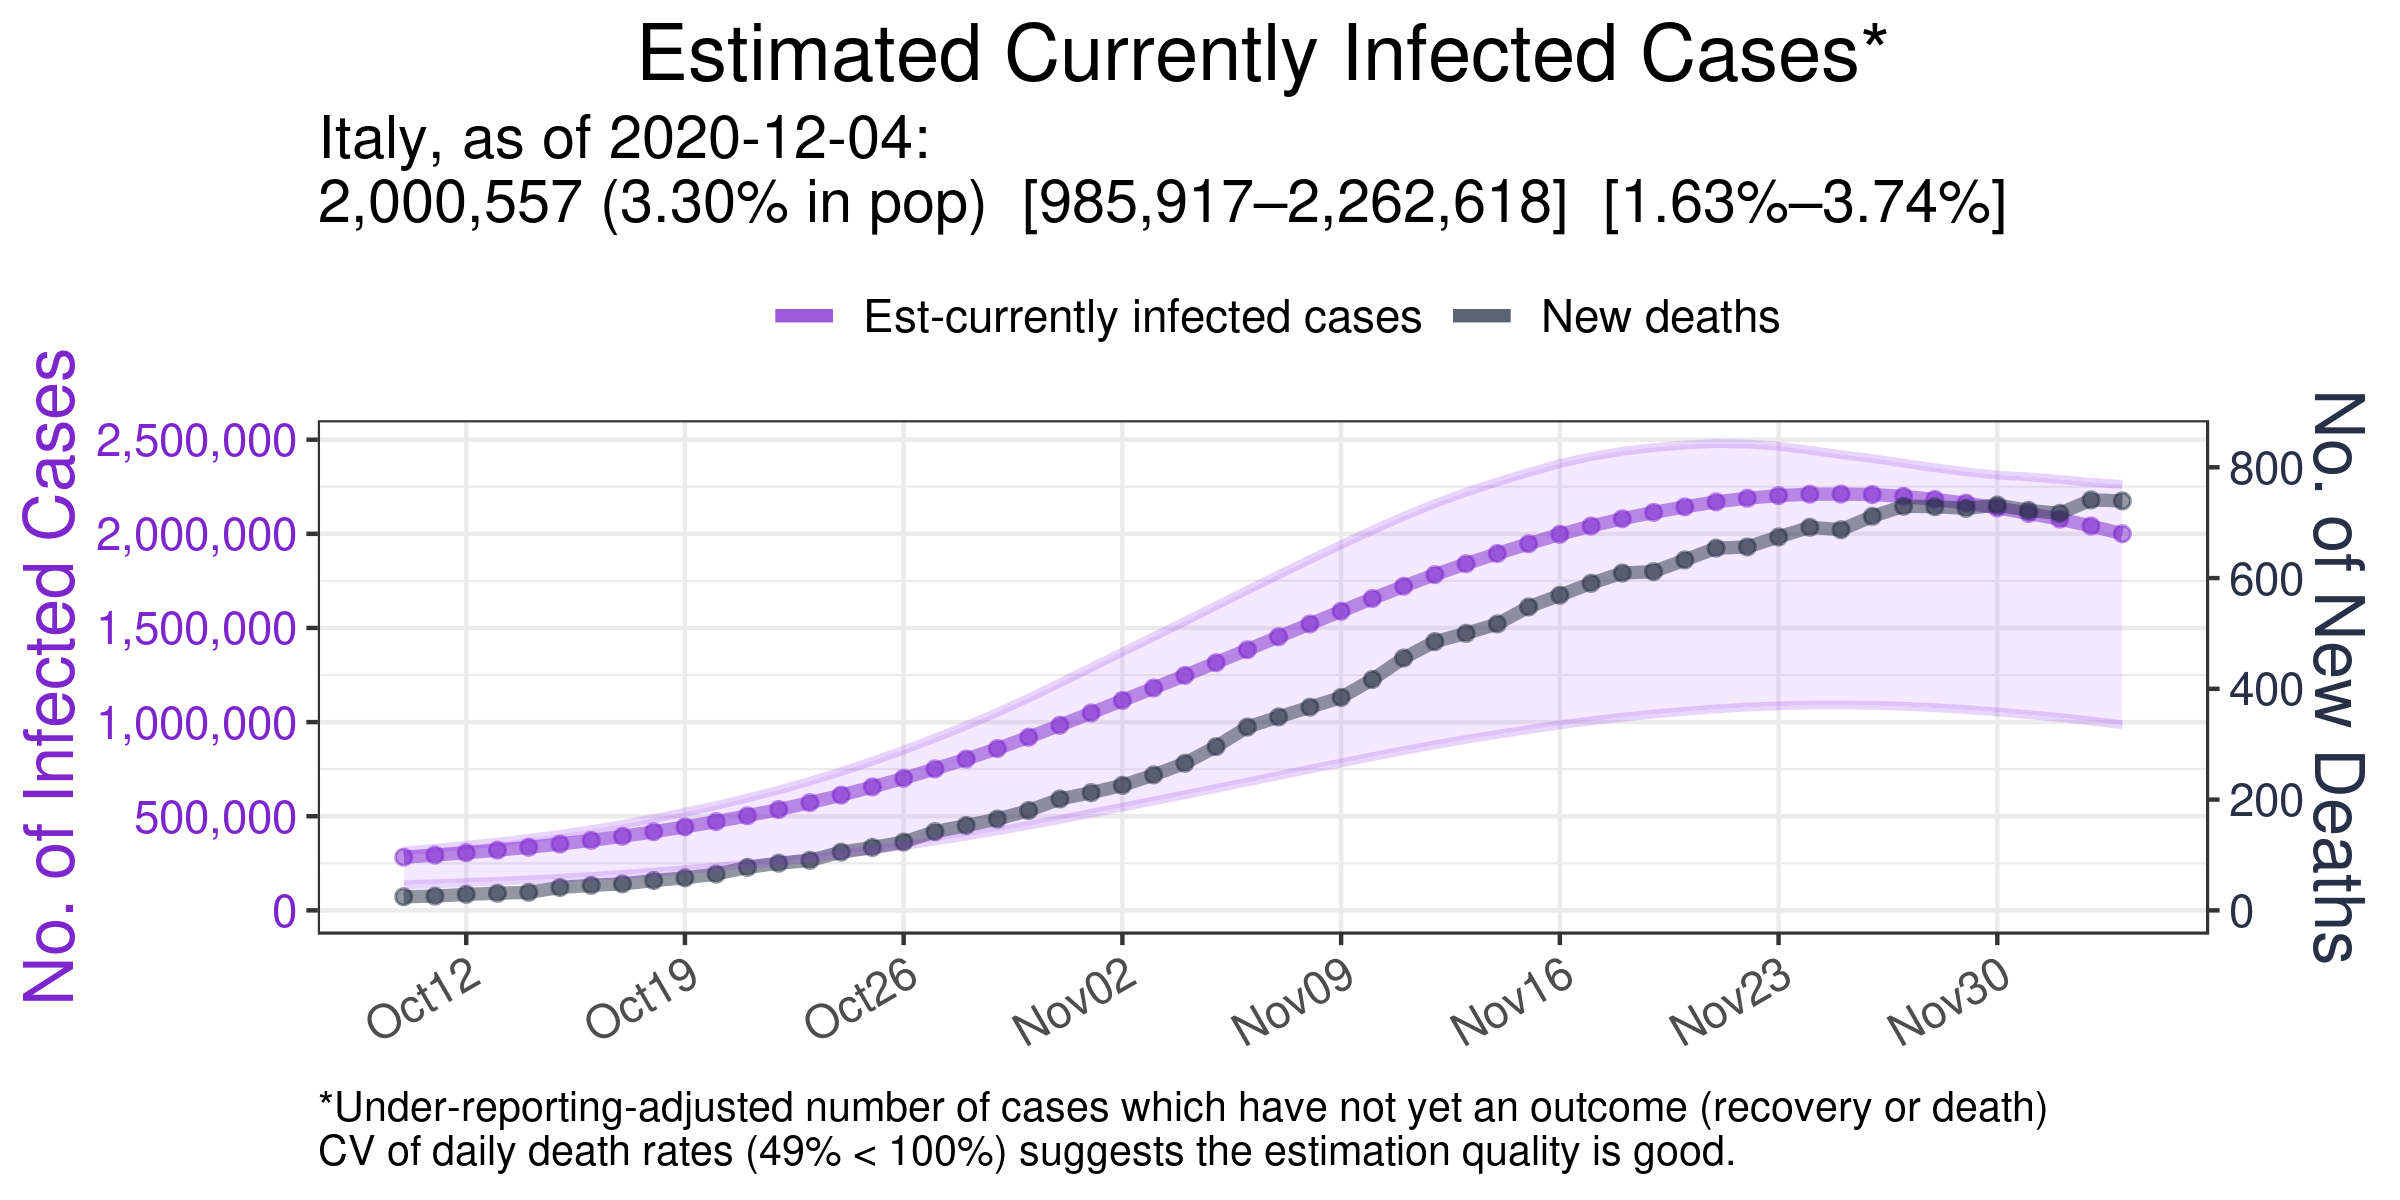 Estimated Currently Infected Cases*
Italy, as of 2020-12-04:
2,000,557 (3.30% in pop) [985,917–2,262,618] [1.63%–3.74%]
Est-currently infected cases New deaths
No. of Infected Cases
2,500,000
2,000,000
1,500,000
1,000,000
500,000
0
800
600
400
200
0
No. of New Deaths
Oct12 Oct19 Oct26 Nov02 Nov09 Nov16 Nov23 Nov30
*Under-reporting-adjusted number of cases which have not yet an outcome (recovery or death)
CV of daily death rates (49% < 100%) suggests the estimation quality is good.